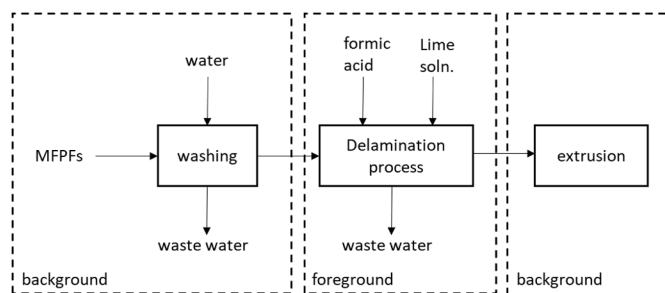 water
MFPFs
washing
waste water
background
formic
acid
Lime
soln.
Delamination
process
waste water
foreground
extrusion
background